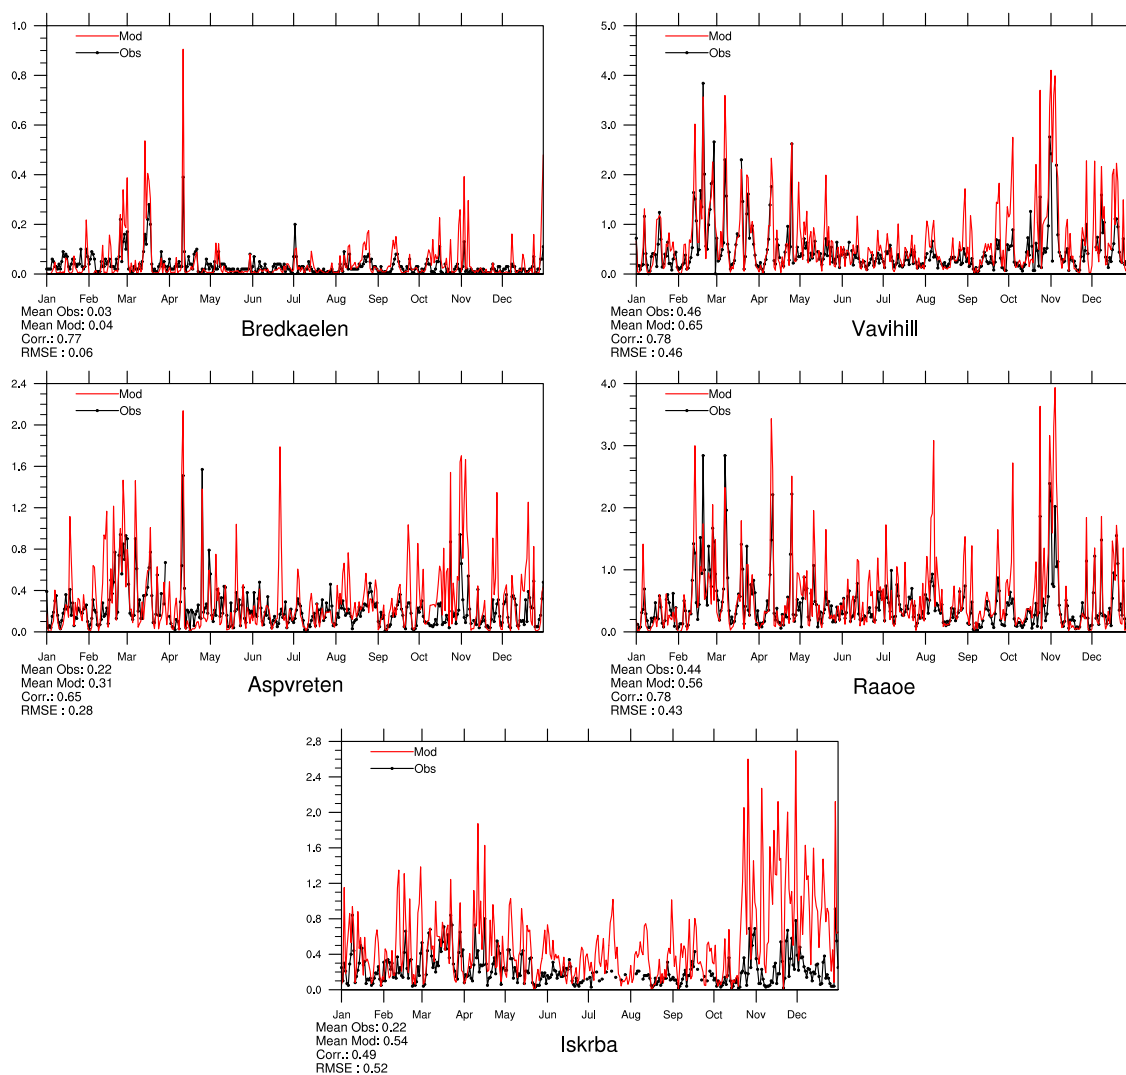 1.0
0.8
0.6
0.4
0.2
0.0
Mod
Obs
Jan Feb Mar Apr May Jun Jul Aug Sep Oct Nov Dec
Mean Obs: 0.03
Mean Mod: 0.04
Corr.: 0.77
RMSE : 0.06
Bredkaelen
5.0
4.0
3.0
2.0
1.0
0.0
Mod
Obs
Jan Feb Mar Apr May Jun Jul Aug Sep Oct Nov Dec
Mean Obs: 0.46
Mean Mod: 0.65
Corr.: 0.78
RMSE : 0.46
Vavihill
2.4
2.0
1.6
1.2
0.8
0.4
0.0
Mod
Obs
Jan Feb Mar Apr May Jun Jul Aug Sep Oct Nov Dec
Mean Obs: 0.22
Mean Mod: 0.31
Corr.: 0.65
RMSE : 0.28
Aspvreten
4.0
3.0
2.0
1.0
0.0
Mod
Obs
Jan Feb Mar Apr May Jun Jul Aug Sep Oct Nov Dec
Mean Obs: 0.44
Mean Mod: 0.56
Corr.: 0.78
RMSE : 0.43
Raaoe
2.8
2.4
2.0
1.6
1.2
0.8
0.4
0.0
Mod
Obs
Jan Feb Mar Apr May Jun Jul Aug Sep Oct Nov Dec
Mean Obs: 0.22
Mean Mod: 0.54
Corr.: 0.49
RMSE : 0.52
Iskrba